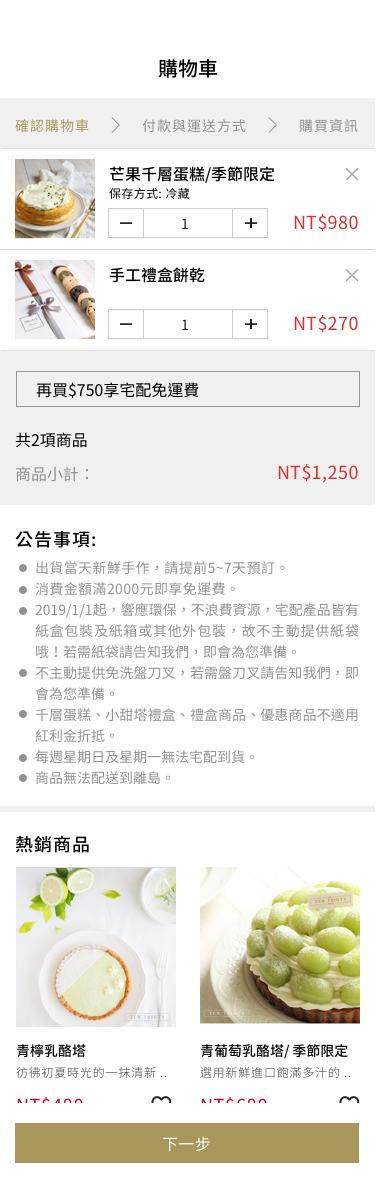 購物車
確認購物車
付款與運送方式
購買資訊
芒果千層蛋糕/季節限定
保存方式: 冷藏
1
NT$980
手工禮盒餅乾
1
NT$270
再買$750享宅配免運費
共2項商品
商品小計：
NT$1,250
公告事項:
出貨當天新鮮手作，請提前5~7天預訂。
消費金額滿2000元即享免運費。
2019/1/1起，響應環保，不浪費資源，宅配產品皆有
紙盒包裝及紙箱或其他外包裝，故不主動提供紙袋
哦！若需紙袋請告知我們，即會為您準備。
不主動提供免洗盤刀叉，若需盤刀叉請告知我們，即
會為您準備。
千層蛋糕、小甜塔禮盒、禮盒商品、優惠商品不適用
紅利金折抵。
每週星期日及星期一無法宅配到貨。
商品無法配送到離島。
熱銷商品
青檸乳酪塔
彷彿初夏時光的一抹清新 ..
NT$480
青葡萄乳酪塔/ 季節限定
選用新鮮進口飽滿多汁的 ..
NT$680
下一步